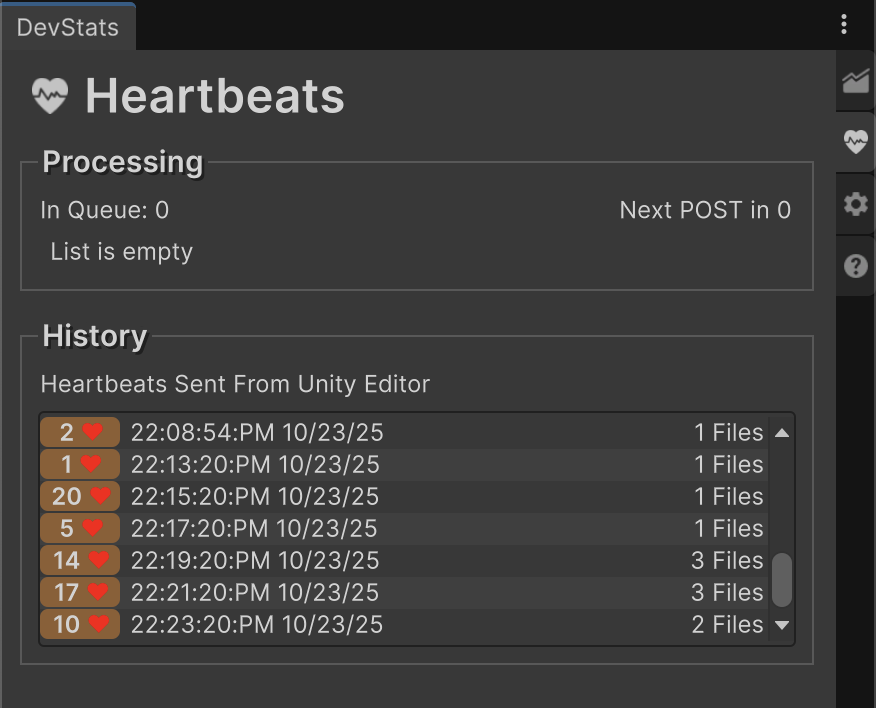 DevStats
Heartbeats
Processing
In Queue: 0 Next POST in 0
List is empty
History
Heartbeats Sent From Unity Editor
2 22:08:54:PM 10/23/25 1 Files
1 22:13:20:PM 10/23/25 1 Files
20 22:15:20:PM 10/23/25 1 Files
5 22:17:20:PM 10/23/25 1 Files
14 22:19:20:PM 10/23/25 3 Files
17 22:21:20:PM 10/23/25 3 Files
10 22:23:20:PM 10/23/25 2 Files